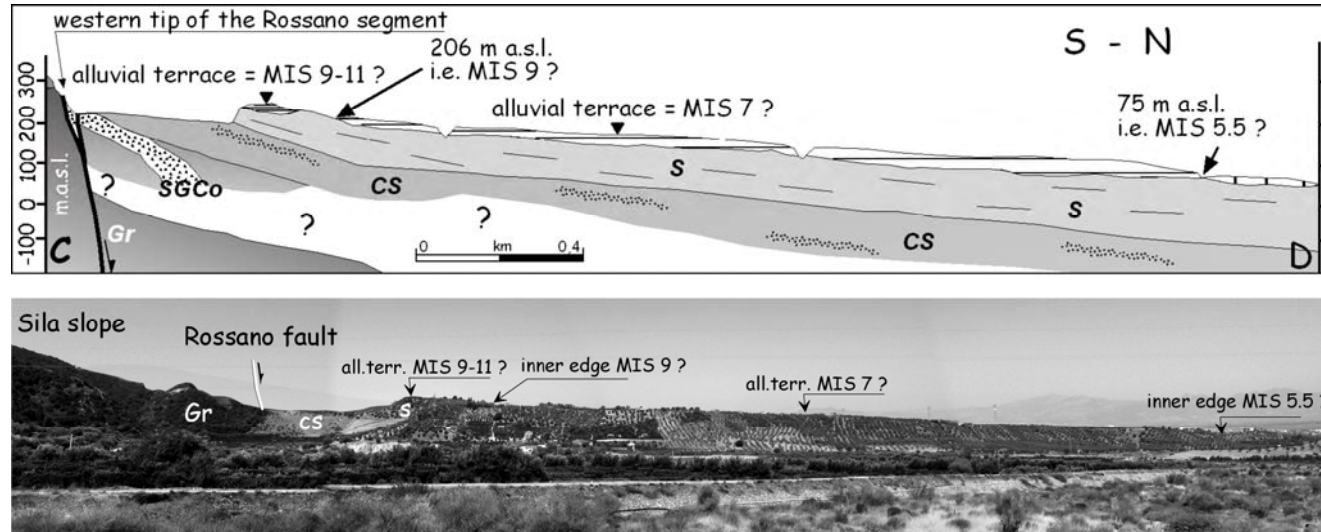 western tip of the Rossano segment
S - N
206 m a.s.l.
i.e. MIS 9 ?
alluvial terrace = MIS 9-11 ?
alluvial terrace = MIS 7 ?
75 m a.s.l.
i.e. MIS 5.5 ?
300
200
100
0
-100
m a.s.l.
?
SGCo
?
?
CS
S
CS
S
Gr
C
D
0 km 0,4
Sila slope
Rossano fault
all.terr. MIS 9-11 ?
inner edge MIS 9 ?
all.terr. MIS 7 ?
inner edge MIS 5.5 ?
Gr
CS
S